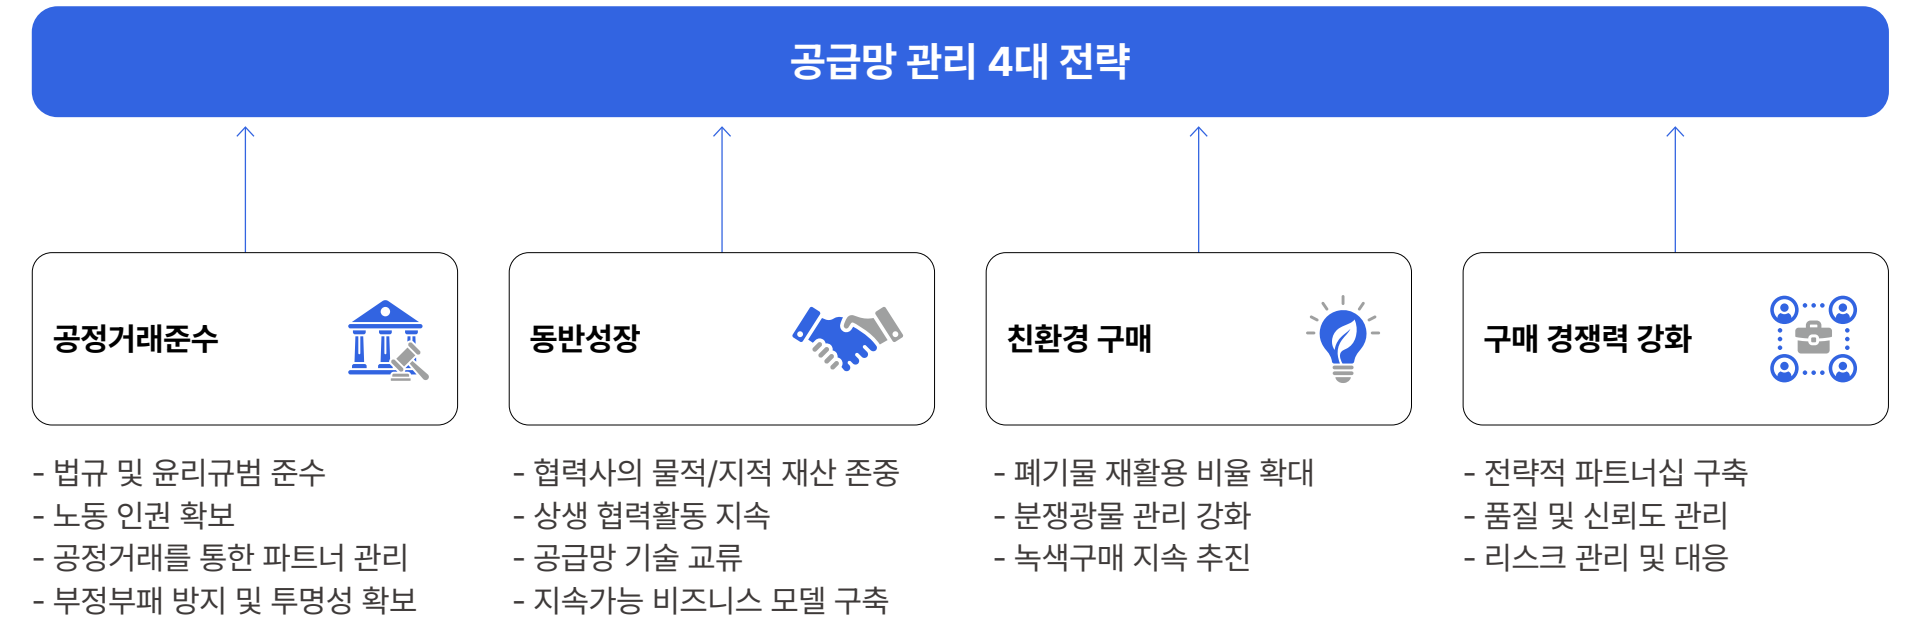 공급망 관리 4대 전략
공정거래준수
- 법규 및 윤리규범 준수
- 노동 인권 확보
- 공정거래를 통한 파트너 관리
- 부정부패 방지 및 투명성 확보
동반성장
- 협력사의 물적/지적 재산 존중
- 상생 협력활동 지속
- 공급망 기술 교류
- 지속가능 비즈니스 모델 구축
친환경 구매
- 폐기물 재활용 비율 확대
- 분쟁광물 관리 강화
- 녹색구매 지속 추진
구매 경쟁력 강화
- 전략적 파트너십 구축
- 품질 및 신뢰도 관리
- 리스크 관리 및 대응